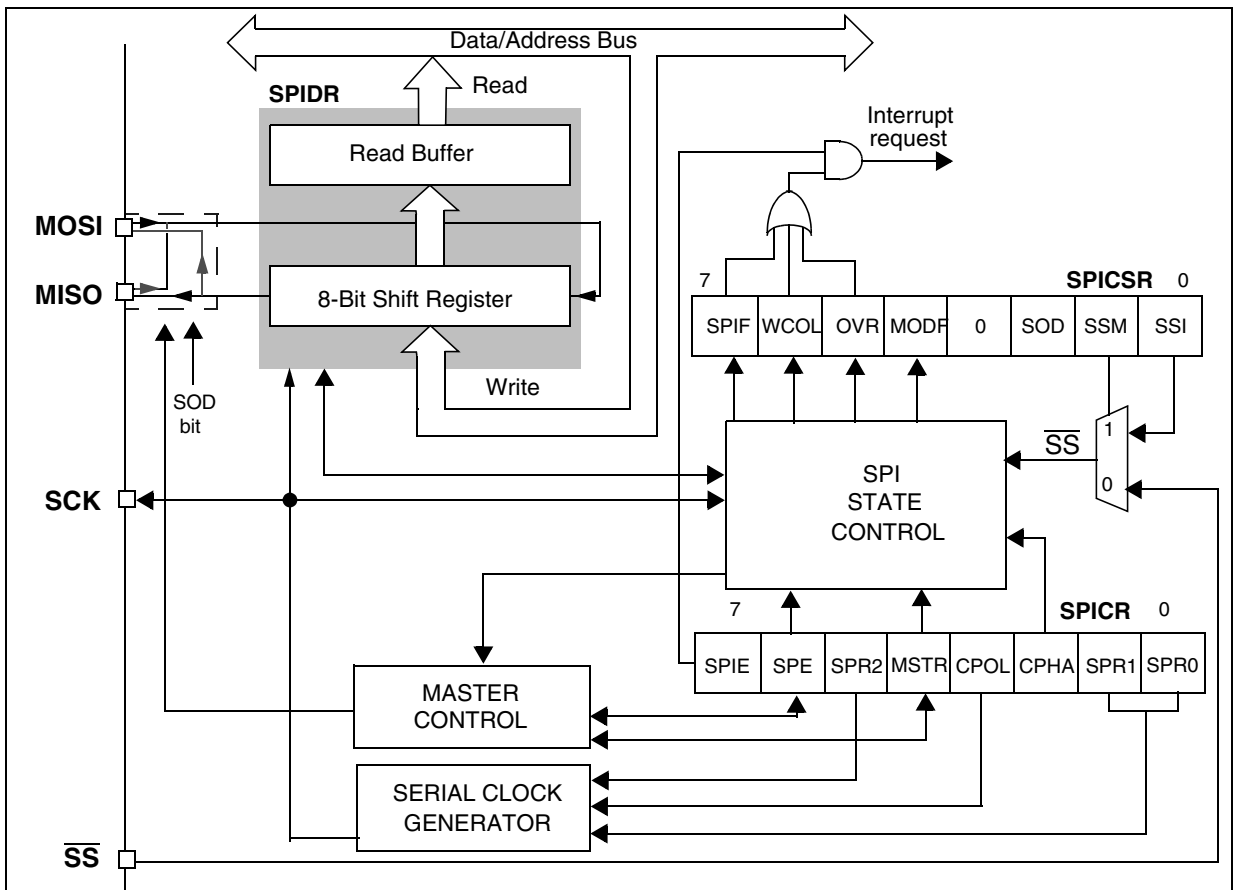 Data/Address Bus
SPIDR
Read
Read Buffer
Interrupt
request
MOSI
MISO
8-Bit Shift Register
7
SPICSR
0
SPIF
WCOL
OVR
MODF
0
SOD
SSM
SSI
Write
SOD
bit
1
SS
0
SCK
SPI
STATE
CONTROL
7
SPICR
0
SPIE
SPE
SPR2
MSTR
CPOL
CPHA
SPR1
SPR0
MASTER
CONTROL
SERIAL CLOCK
GENERATOR
SS